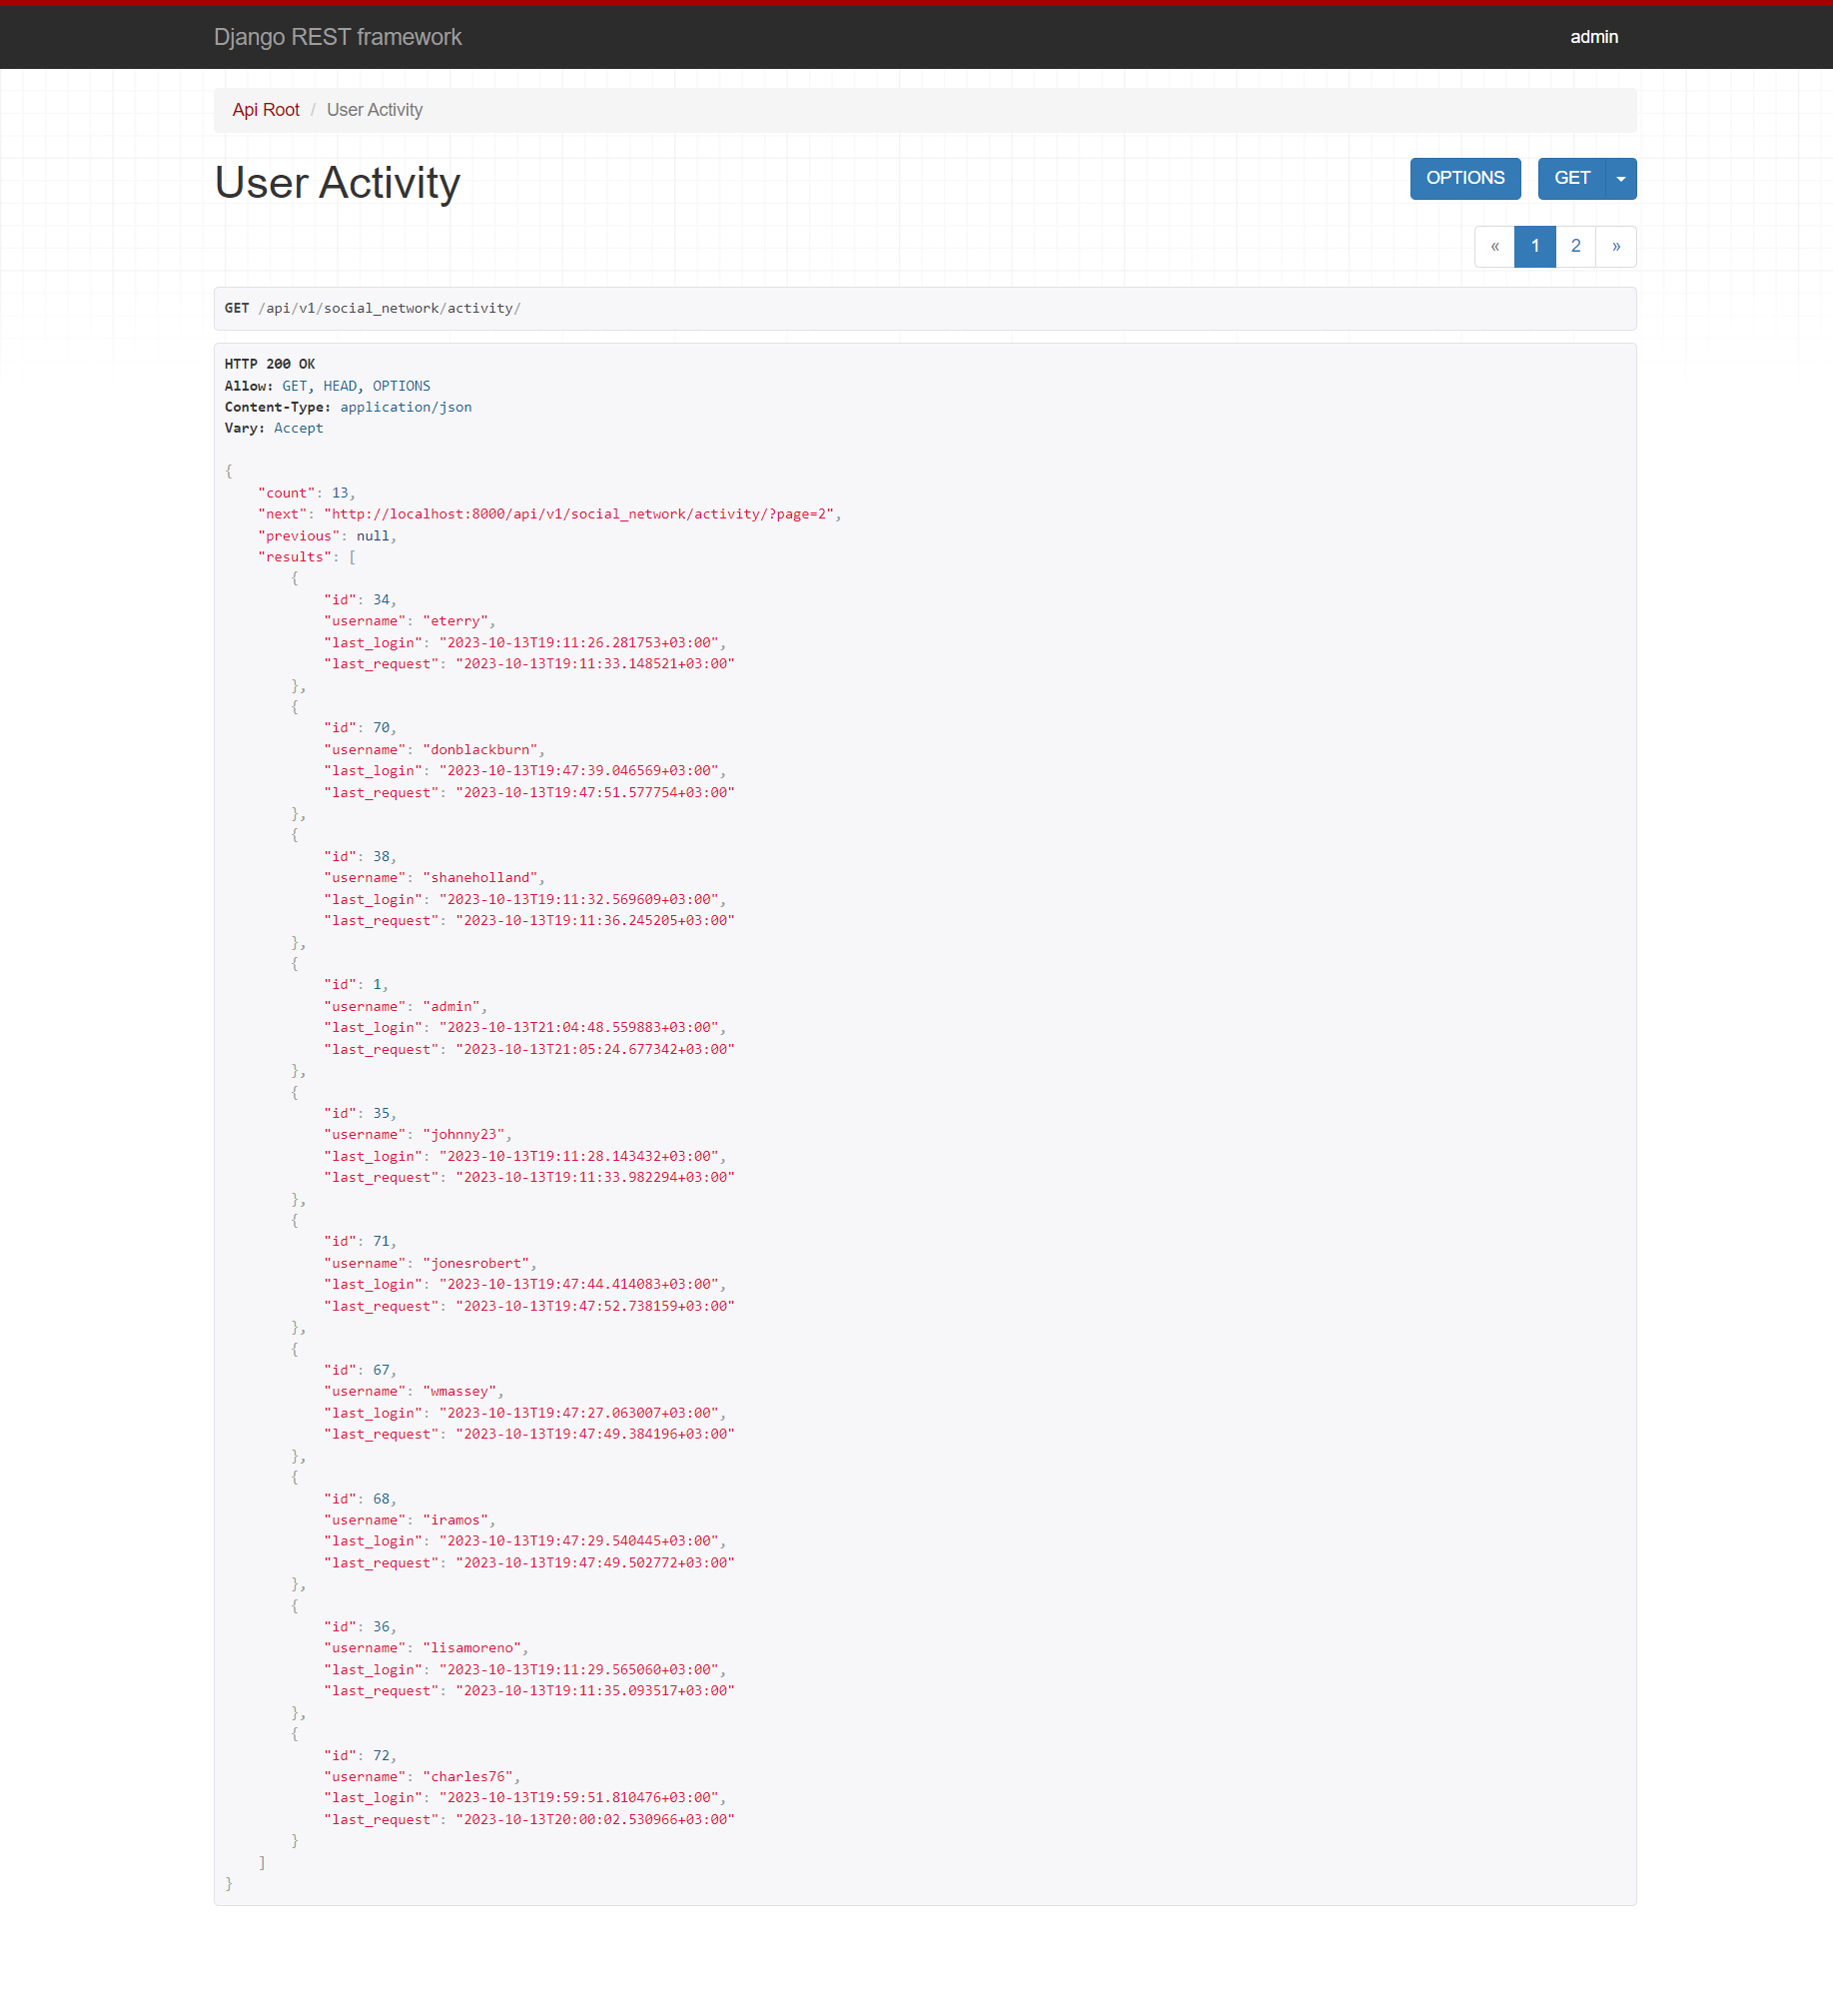 Django REST framework
admin
Api Root / User Activity
User Activity
OPTIONS
GET
« 1 2 »
GET /api/v1/social_network/activity/
HTTP 200 OK
Allow: GET, HEAD, OPTIONS
Content-Type: application/json
Vary: Accept
{
    "count": 13,
    "next": "http://localhost:8000/api/v1/social_network/activity/?page=2",
    "previous": null,
    "results": [
        {
            "id": 34,
            "username": "eterry",
            "last_login": "2023-10-13T19:11:26.281753+03:00",
            "last_request": "2023-10-13T19:11:33.148521+03:00"
        },
        {
            "id": 70,
            "username": "donblackburn",
            "last_login": "2023-10-13T19:47:39.046569+03:00",
            "last_request": "2023-10-13T19:47:51.577754+03:00"
        },
        {
            "id": 38,
            "username": "shaneholland",
            "last_login": "2023-10-13T19:11:32.569609+03:00",
            "last_request": "2023-10-13T19:11:36.245205+03:00"
        },
        {
            "id": 1,
            "username": "admin",
            "last_login": "2023-10-13T21:04:48.559883+03:00",
            "last_request": "2023-10-13T21:05:24.677342+03:00"
        },
        {
            "id": 35,
            "username": "johnny23",
            "last_login": "2023-10-13T19:11:28.143432+03:00",
            "last_request": "2023-10-13T19:11:33.982294+03:00"
        },
        {
            "id": 71,
            "username": "jonesrobert",
            "last_login": "2023-10-13T19:47:44.414083+03:00",
            "last_request": "2023-10-13T19:47:52.738159+03:00"
        },
        {
            "id": 67,
            "username": "wmassey",
            "last_login": "2023-10-13T19:47:27.063007+03:00",
            "last_request": "2023-10-13T19:47:49.384196+03:00"
        },
        {
            "id": 68,
            "username": "iramos",
            "last_login": "2023-10-13T19:47:29.540445+03:00",
            "last_request": "2023-10-13T19:47:49.502772+03:00"
        },
        {
            "id": 36,
            "username": "lisamoreno",
            "last_login": "2023-10-13T19:11:29.565060+03:00",
            "last_request": "2023-10-13T19:11:35.093517+03:00"
        },
        {
            "id": 72,
            "username": "charles76",
            "last_login": "2023-10-13T19:59:51.810476+03:00",
            "last_request": "2023-10-13T20:00:02.530966+03:00"
        }
    ]
}